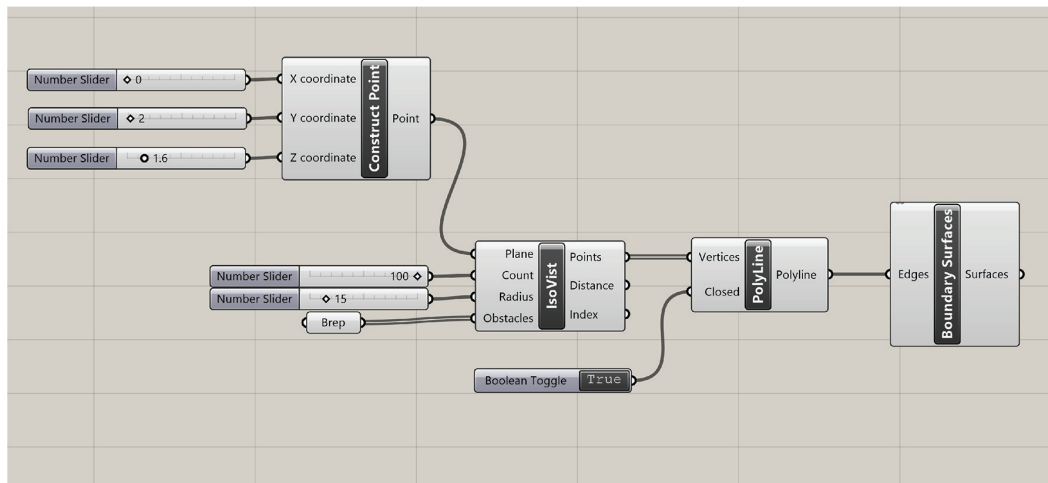 Number Slider 0
Number Slider 2
Number Slider 1.6
X coordinate
Y coordinate
Z coordinate
Construct Point
Point
Number Slider 100
Number Slider 15
Brep
Plane
Count
Radius
Obstacles
IsoVist
Points
Distance
Index
Boolean Toggle True
Vertices
Closed
PolyLine
Polyline
Edges
Boundary Surfaces
Surfaces